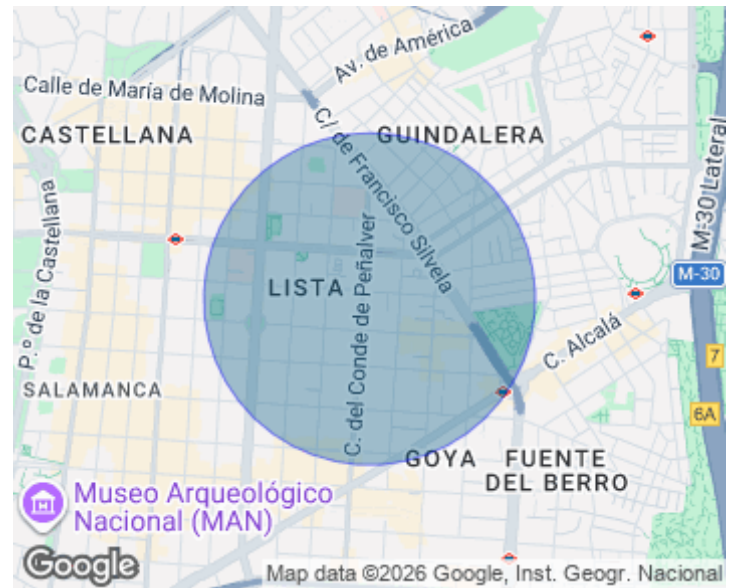 Av. de América
Calle de María de Molina
C/ de Francisco Silvela
CASTELLANA
GUINDALERA
M-30 Lateral
P.º de la Castellana
C. del Conde de Peñalver
LISTA
M-30
C. Alcalá
7
SALAMANCA
6A
GOYA
FUENTE
DEL BERRO
Museo Arqueológico
Nacional (MAN)
Google
Map data ©2026 Google, Inst. Geogr. Nacional